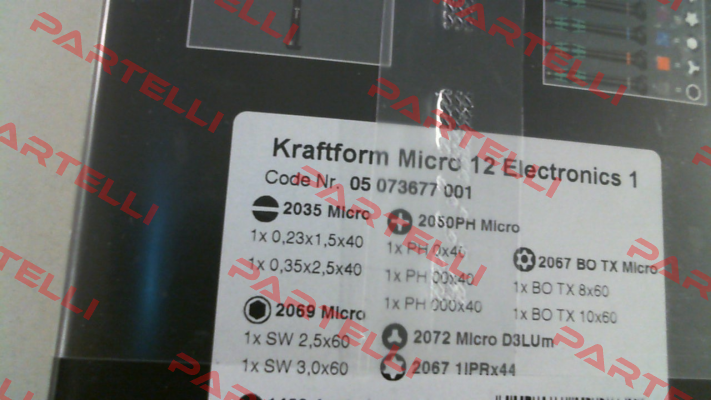 Kraftform Micro 12 Electronics 1
Code Nr. 05 073677 001
2035 Micro
1x 0,23x1,5x40
1x 0,35x2,5x40
2069 Micro
1x SW 2,5x60
1x SW 3,0x60
2050PH Micro
1x PH 0x40
1x PH 00x40
1x PH 000x40
2072 Micro D3LUm
2067 1IPRx44
2067 BO TX Micro
1x BO TX 8x60
1x BO TX 10x60
PARTELLI
PARTELLI
PARTELLI
PARTELLI
PARTELLI
PARTELLI
PARTELLI
PARTELLI